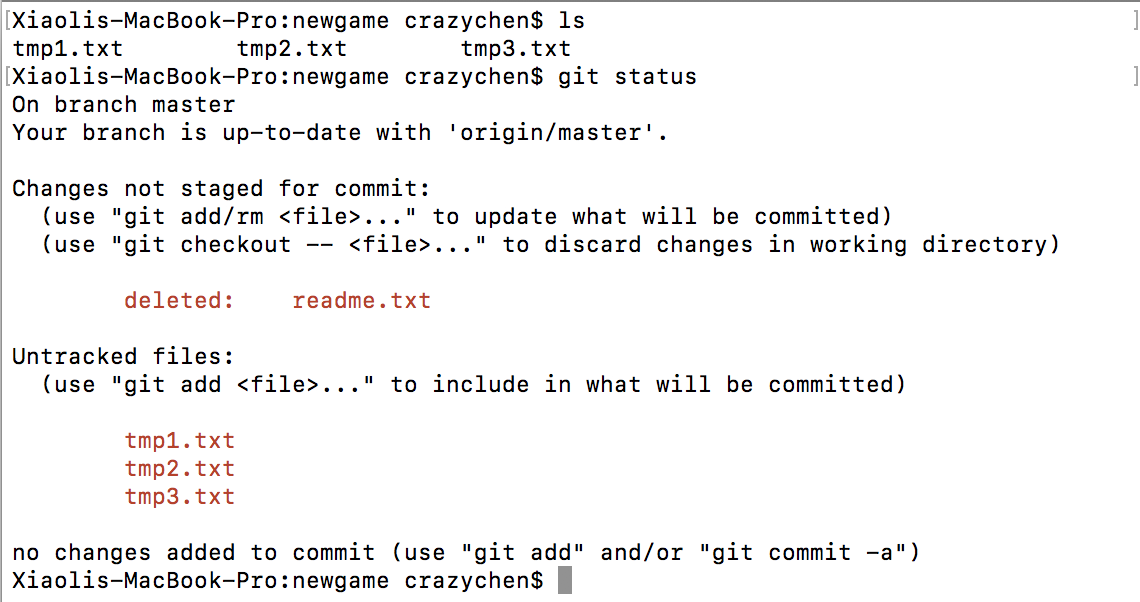 [Xiaolis-MacBook-Pro:newgame crazychen$ ls ]
tmp1.txt        tmp2.txt        tmp3.txt
[Xiaolis-MacBook-Pro:newgame crazychen$ git status ]
On branch master
Your branch is up-to-date with 'origin/master'.

Changes not staged for commit:
  (use "git add/rm <file>..." to update what will be committed)
  (use "git checkout -- <file>..." to discard changes in working directory)

        deleted:    readme.txt

Untracked files:
  (use "git add <file>..." to include in what will be committed)

        tmp1.txt
        tmp2.txt
        tmp3.txt

no changes added to commit (use "git add" and/or "git commit -a")
Xiaolis-MacBook-Pro:newgame crazychen$